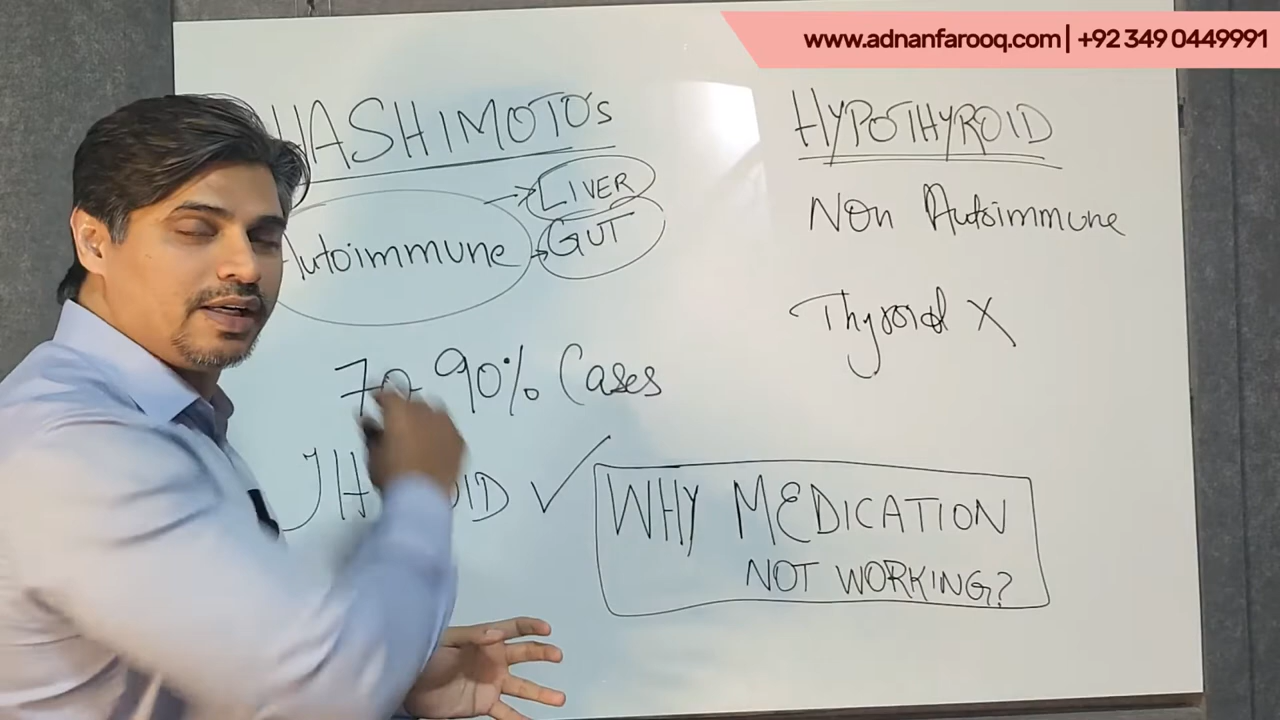 www.adnanfarooq.com | +92 349 0449991
HASHIMOTO's
Autoimmune
LIVER
GUT
70-90% Cases
HYPOTHYROID
Non Autoimmune
Thyroid X
WHY MEDICATION
NOT WORKING?